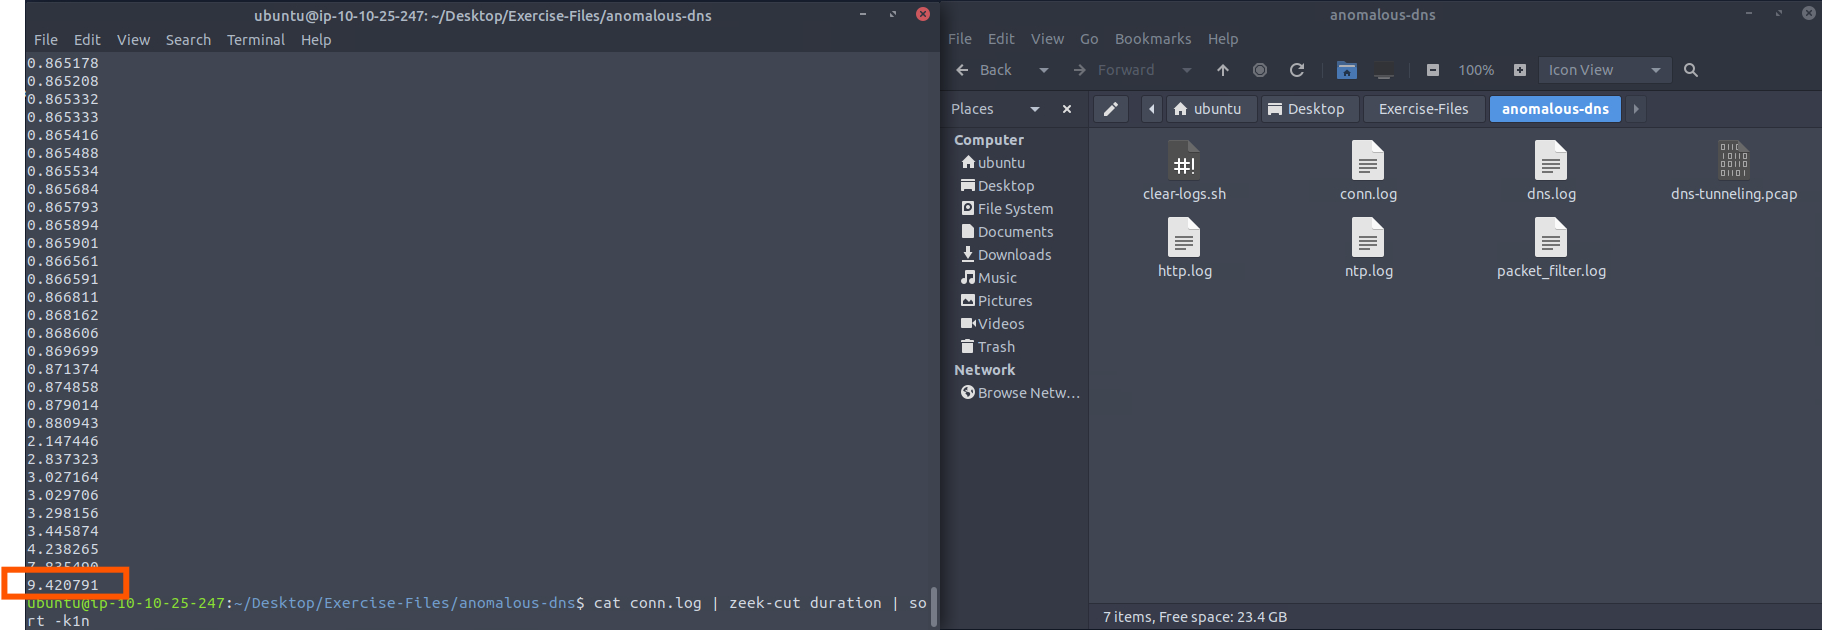 ubuntu@ip-10-10-25-247: ~/Desktop/Exercise-Files/anomalous-dns
File Edit View Search Terminal Help
0.865178
0.865208
0.865332
0.865333
0.865416
0.865488
0.865534
0.865684
0.865793
0.865894
0.865901
0.866561
0.866591
0.866811
0.868162
0.868606
0.869699
0.871374
0.874858
0.879014
0.880943
2.147446
2.837323
3.027164
3.029706
3.298156
3.445874
4.238265
7.835490
9.420791
ubuntu@ip-10-10-25-247:~/Desktop/Exercise-Files/anomalous-dns$ cat conn.log | zeek-cut duration | so
rt -k1n
anomalous-dns
File Edit View Go Bookmarks Help
Back Forward 100% Icon View
Places ubuntu Desktop Exercise-Files anomalous-dns
Computer
ubuntu
Desktop
File System
Documents
Downloads
Music
Pictures
Videos
Trash
Network
Browse Netw...
#!
clear-logs.sh conn.log dns.log dns-tunneling.pcap
http.log ntp.log packet_filter.log
7 items, Free space: 23.4 GB